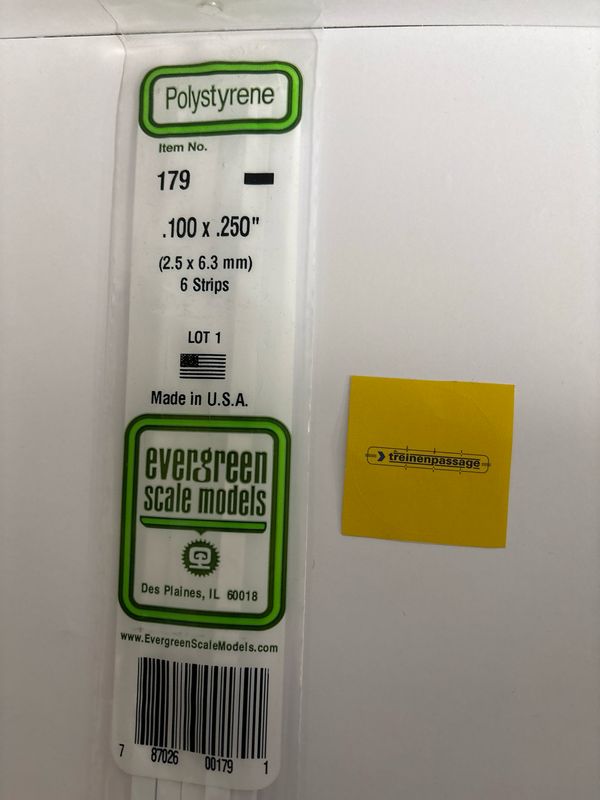 Polystyrene
Item No.
179
.100 x .250"
(2.5 x 6.3 mm)
6 Strips
LOT 1
Made in U.S.A.
evergreen
scale models
Des Plaines, IL 60018
www.EvergreenScaleModels.com
7 87026 00179 1
treinenpassage